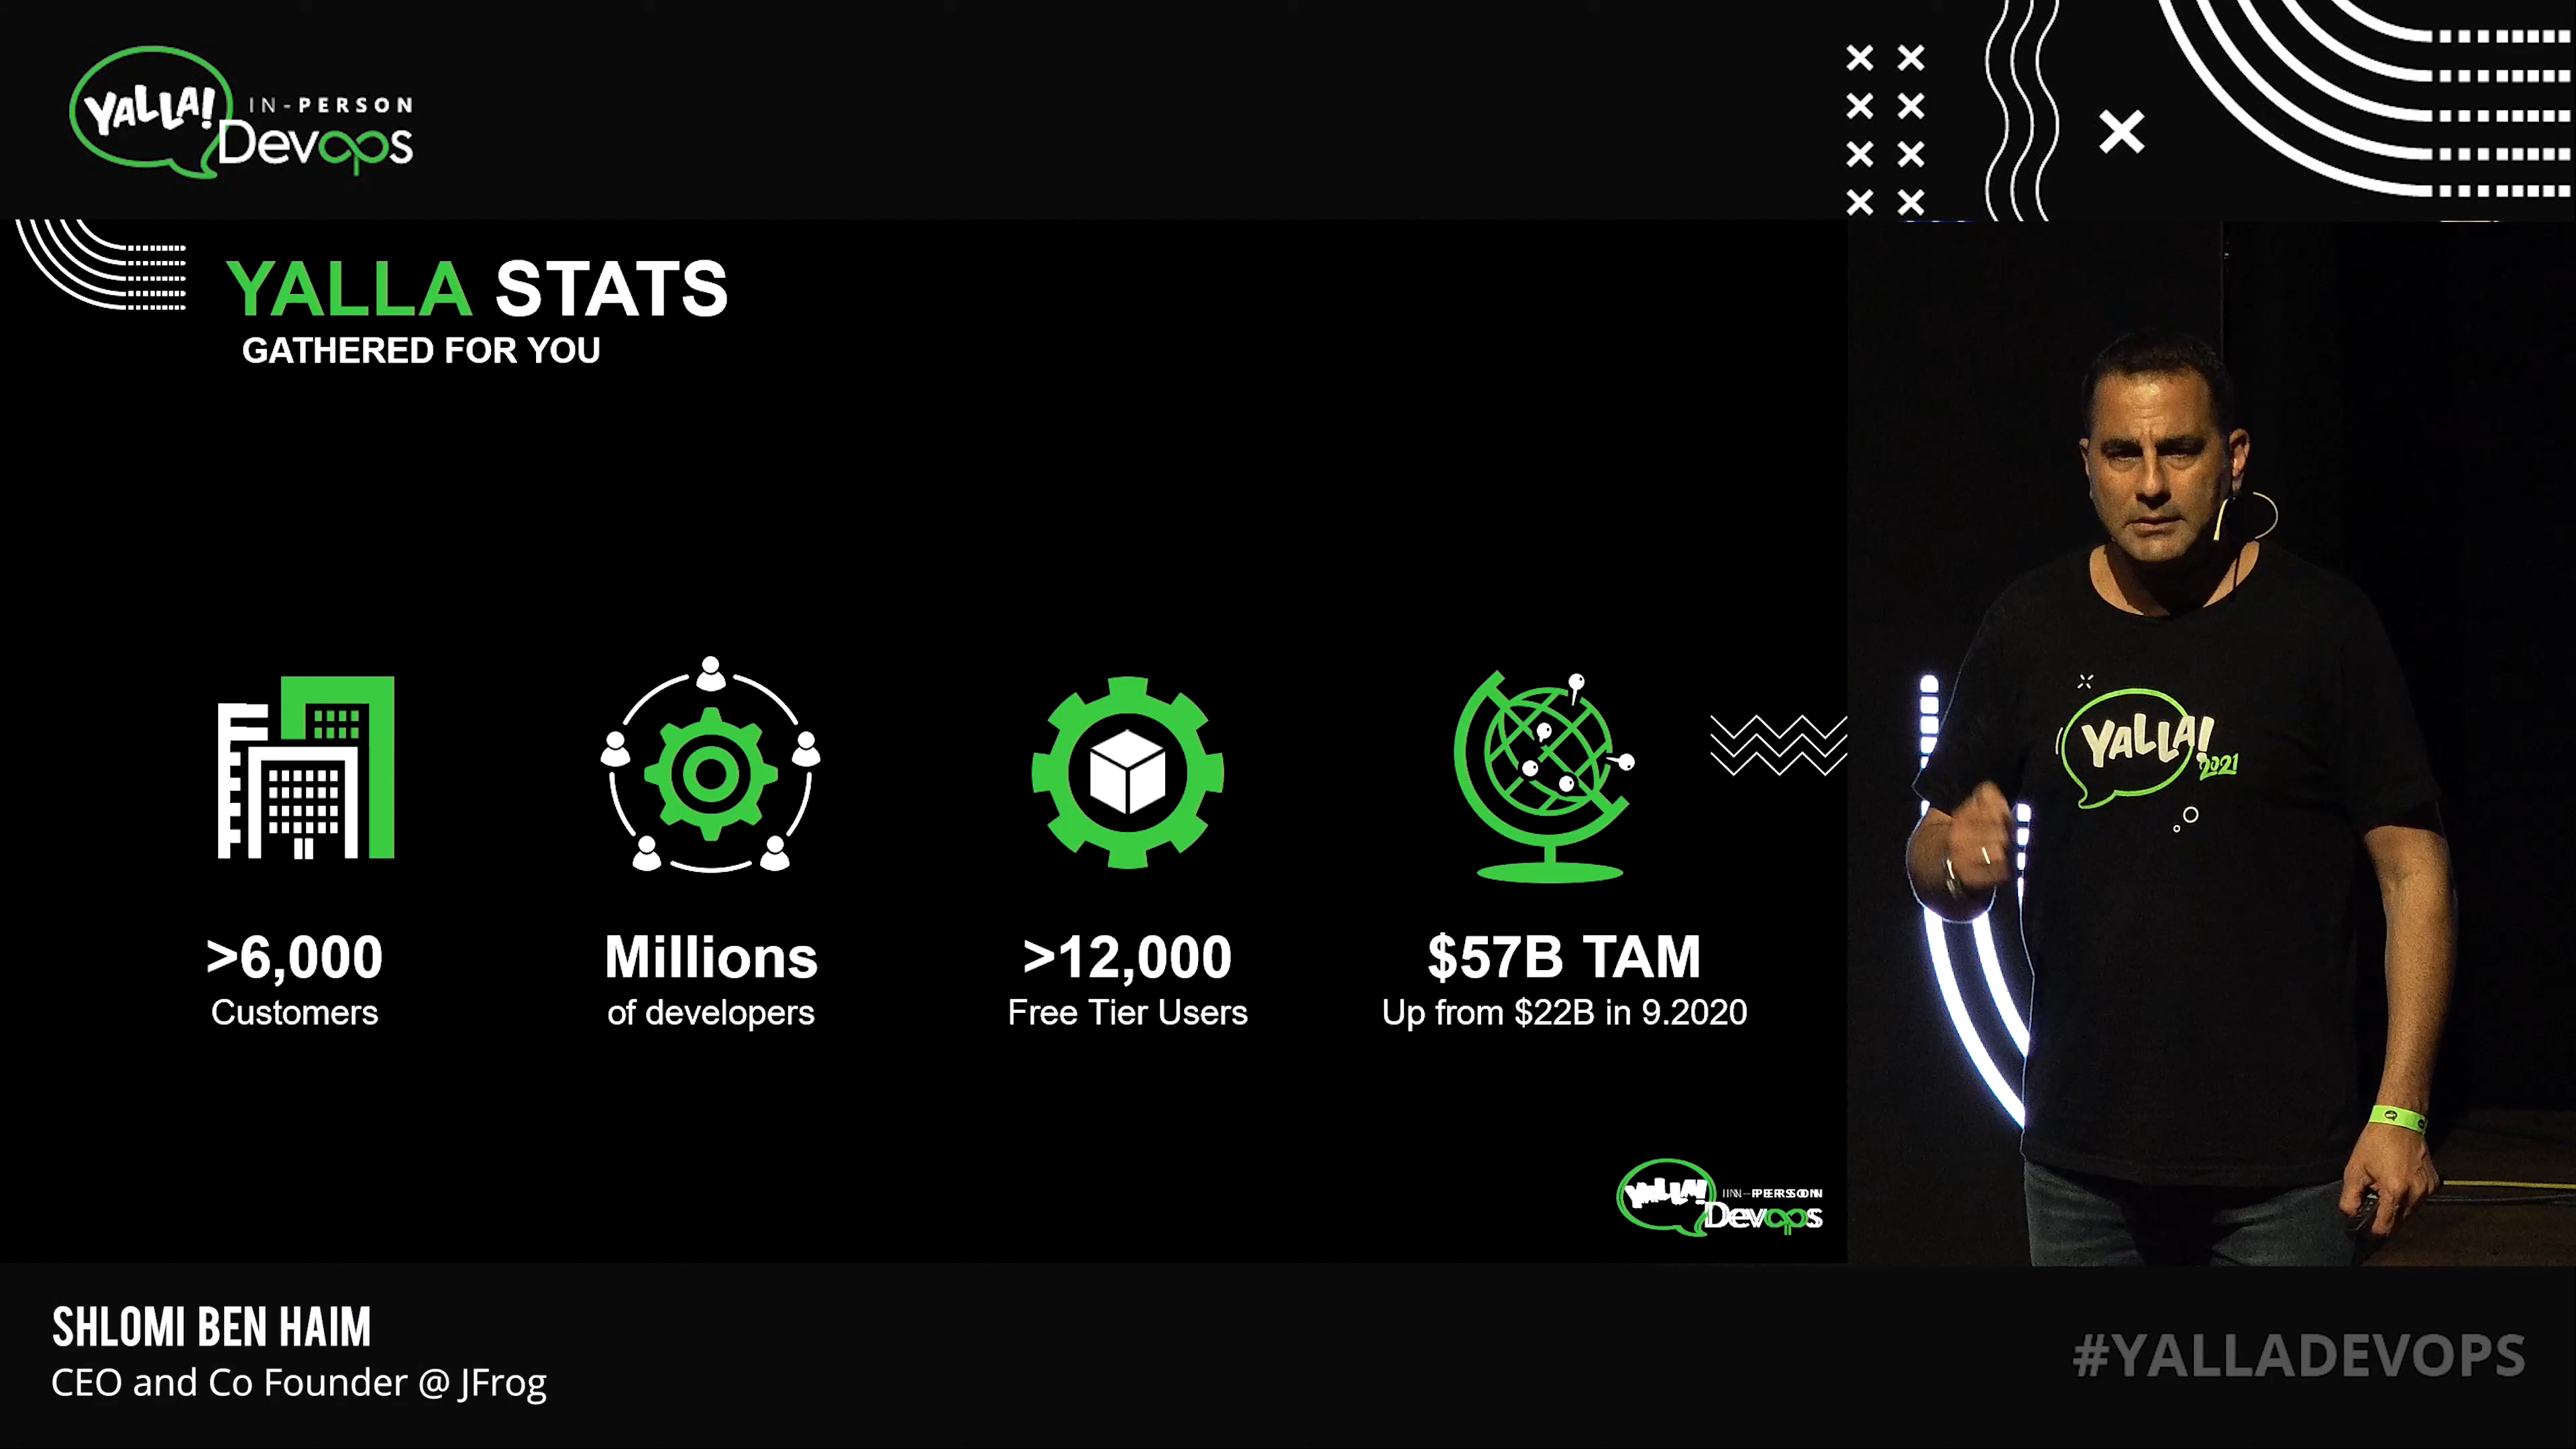 YALLA!
IN-PERSON
Devops
YALLA STATS
GATHERED FOR YOU
>6,000
Customers
Millions
of developers
>12,000
Free Tier Users
$57B TAM
Up from $22B in 9.2020
YALLA!
2021
YALLA!
IN-PERSON
Devops
SHLOMI BEN HAIM
CEO and Co Founder @ JFrog
#YALLADEVOPS